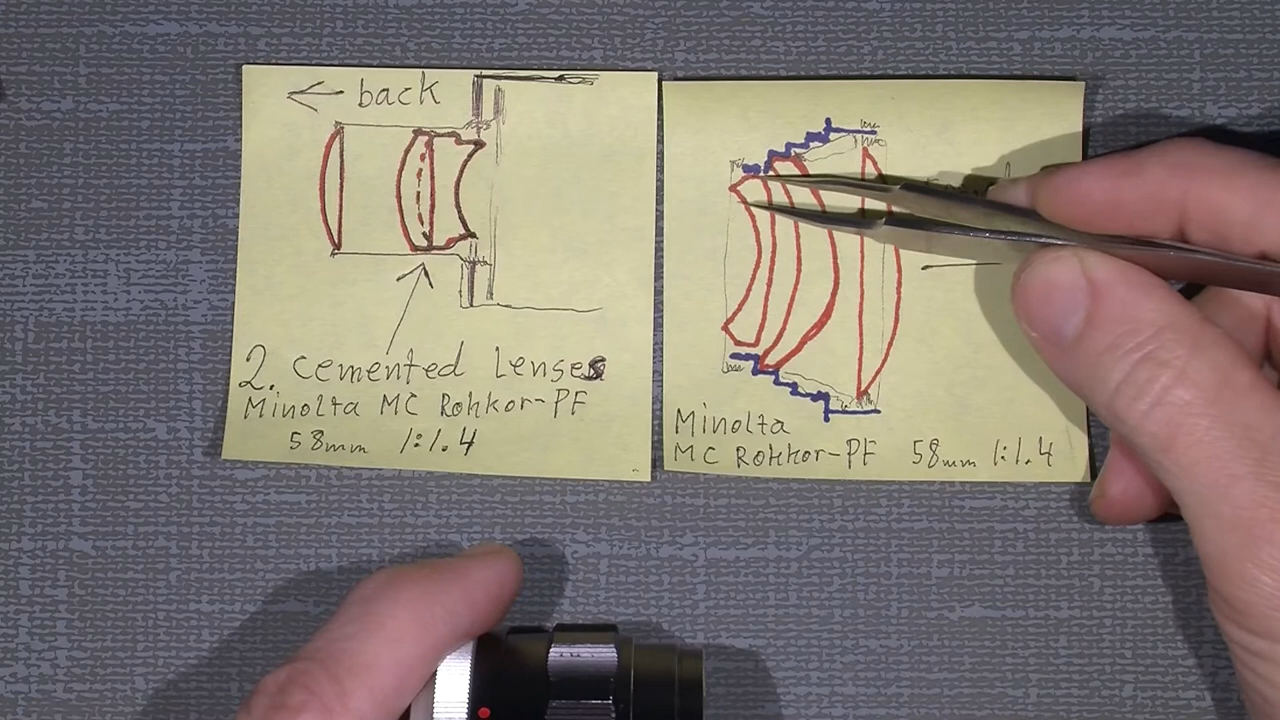 ← back
2. Cemented Lenses
Minolta MC Rokkor-PF
58mm 1:1.4
Minolta
MC Rokkor-PF 58mm 1:1.4